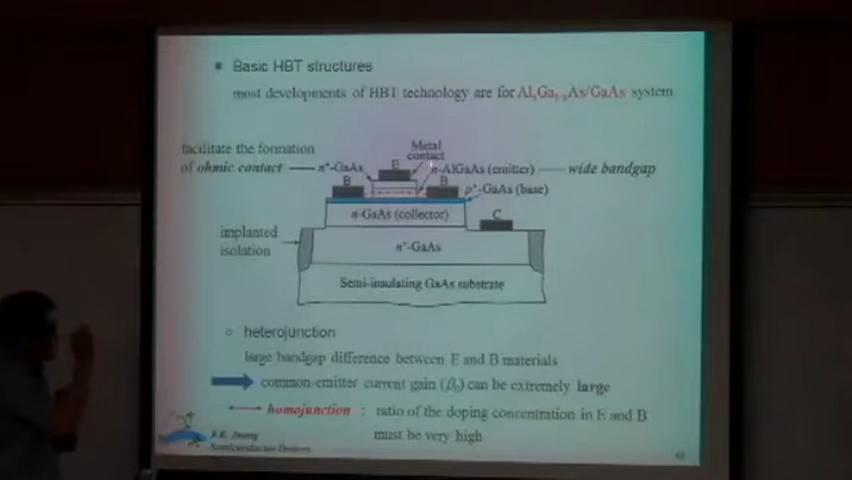 Basic HBT structures
most developments of HBT technology are for AlxGa1-xAs/GaAs system
facilitate the formation
of ohmic contact
n+-GaAs
Metal
contact
E
n-AlGaAs (emitter)
wide bandgap
B
B
p+-GaAs (base)
n-GaAs (collector)
C
implanted
isolation
n+-GaAs
Semi-insulating GaAs substrate
heterojunction
large bandgap difference between E and B materials
common-emitter current gain (β0) can be extremely large
homojunction : ratio of the doping concentration in E and B
must be very high
Semiconductor Devices